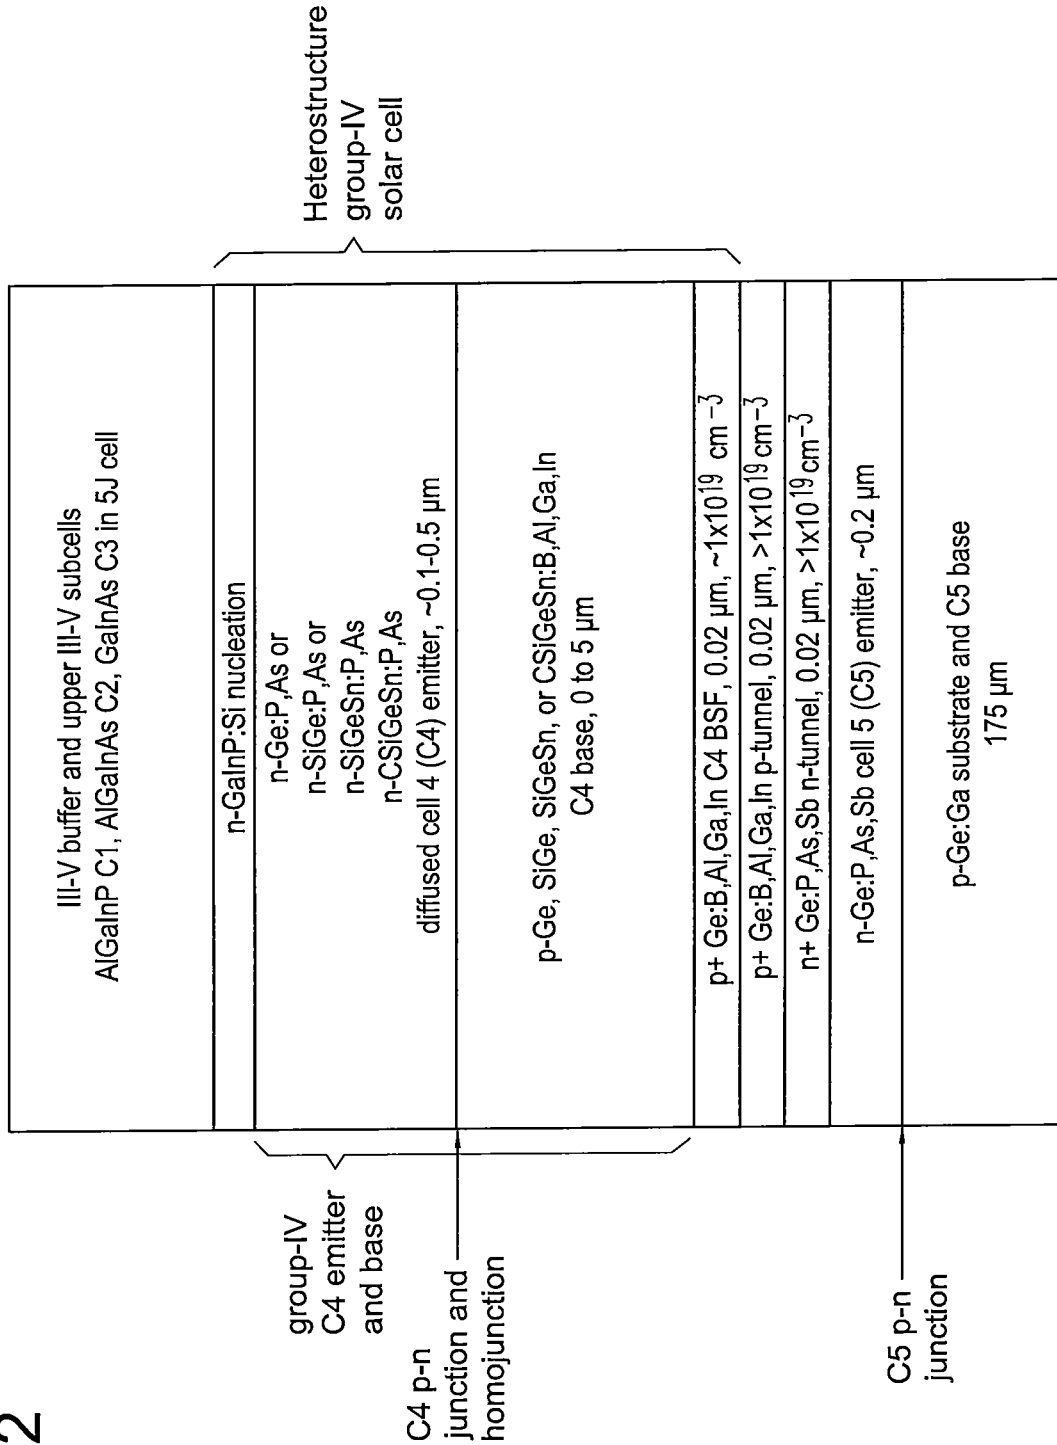 2
III-V buffer and upper III-V subcells
AlGaInP C1, AlGaInAs C2, GaInAs C3 in 5J cell
n-GaInP:Si nucleation
n-Ge:P,As or
n-SiGe:P,As or
n-SiGeSn:P,As
n-CSiGeSn:P,As
diffused cell 4 (C4) emitter, ~0.1-0.5 µm
p-Ge, SiGe, SiGeSn, or CSiGeSn:B,Al,Ga,In
C4 base, 0 to 5 µm
p+ Ge:B,Al,Ga,In C4 BSF, 0.02 µm, ~1x10¹⁹ cm⁻³
p+ Ge:B,Al,Ga,In p-tunnel, 0.02 µm, >1x10¹⁹ cm⁻³
n+ Ge:P,As,Sb n-tunnel, 0.02 µm, >1x10¹⁹ cm⁻³
n-Ge:P,As,Sb cell 5 (C5) emitter, ~0.2 µm
p-Ge:Ga substrate and C5 base
175 µm
Heterostructure
group-IV
solar cell
group-IV
C4 emitter
and base
C4 p-n
junction and
homojunction
C5 p-n
junction